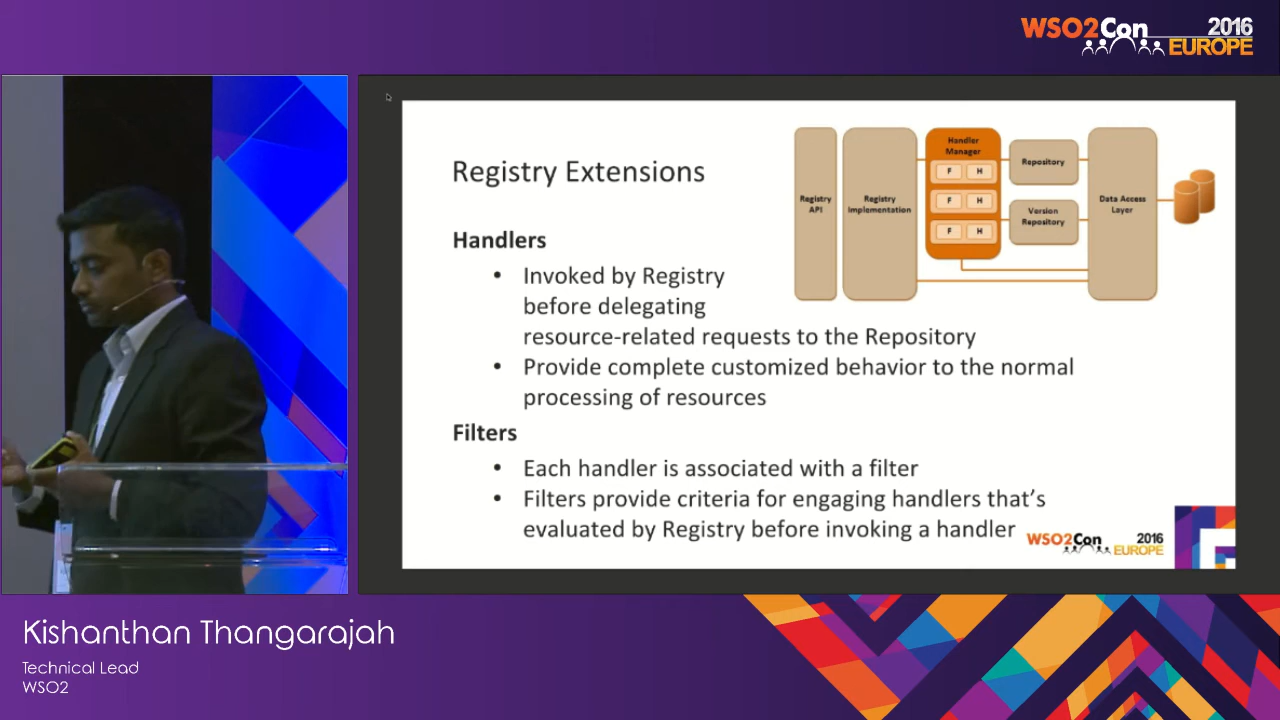 WSO2Con 2016
EUROPE
Registry Extensions
Handlers
• Invoked by Registry
before delegating
resource-related requests to the Repository
• Provide complete customized behavior to the normal
processing of resources
Filters
• Each handler is associated with a filter
• Filters provide criteria for engaging handlers that's
evaluated by Registry before invoking a handler
Registry
API
Registry
Implementation
Handler
Manager
F H
F H
F H
Repository
Version
Repository
Data Access
Layer
WSO2Con 2016
EUROPE
Kishanthan Thangarajah
Technical Lead
WSO2